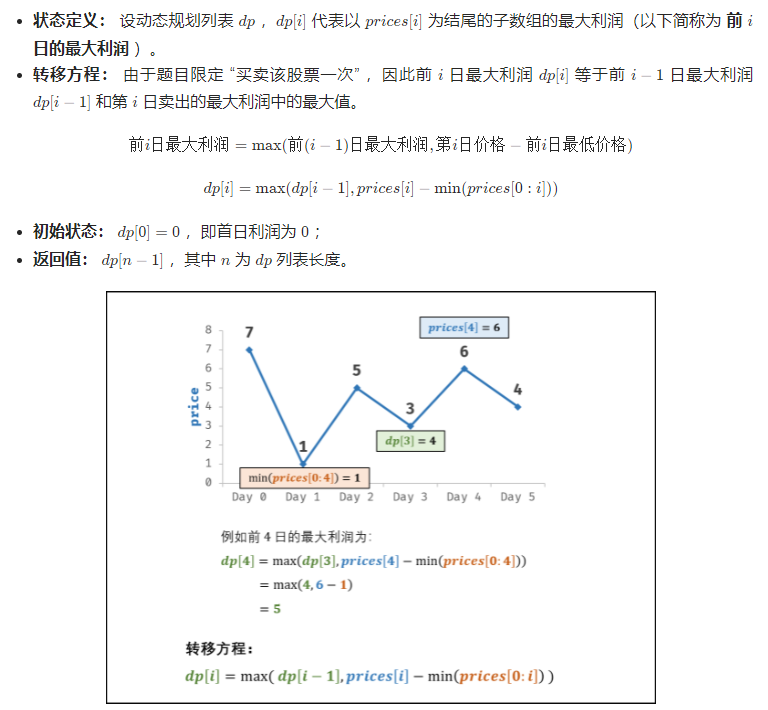 • 状态定义： 设动态规划列表 dp ，dp[i] 代表以 prices[i] 为结尾的子数组的最大利润（以下简称为 前 i
日的最大利润 ）。
• 转移方程： 由于题目限定 “买卖该股票一次” ，因此前 i 日最大利润 dp[i] 等于前 i − 1 日最大利润
dp[i − 1] 和第 i 日卖出的最大利润中的最大值。
前i日最大利润 = max(前(i − 1)日最大利润, 第i日价格 − 前i日最低价格)
dp[i] = max(dp[i − 1], prices[i] − min(prices[0 : i]))
• 初始状态： dp[0] = 0 ，即首日利润为 0 ；
• 返回值： dp[n − 1] ，其中 n 为 dp 列表长度。
prices[4] = 6
8
7
6
5
4
3
2
1
0
price
7
1
5
3
6
4
dp[3] = 4
min(prices[0:4]) = 1
Day 0 Day 1 Day 2 Day 3 Day 4 Day 5
例如前 4 日的最大利润为:
dp[4] = max(dp[3], prices[4] − min(prices[0:4]))
= max(4, 6 − 1)
= 5
转移方程：
dp[i] = max( dp[i − 1], prices[i] − min(prices[0:i]) )